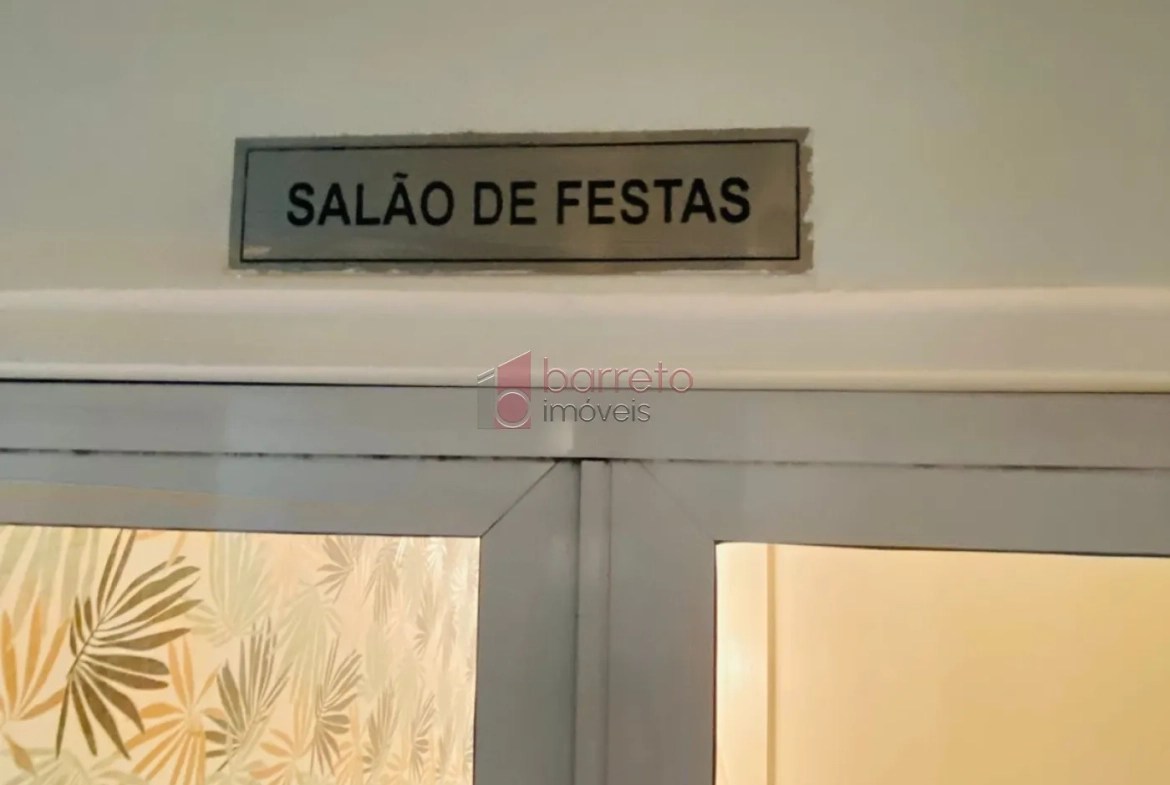 SALÃO DE FESTAS
barreto
imóveis